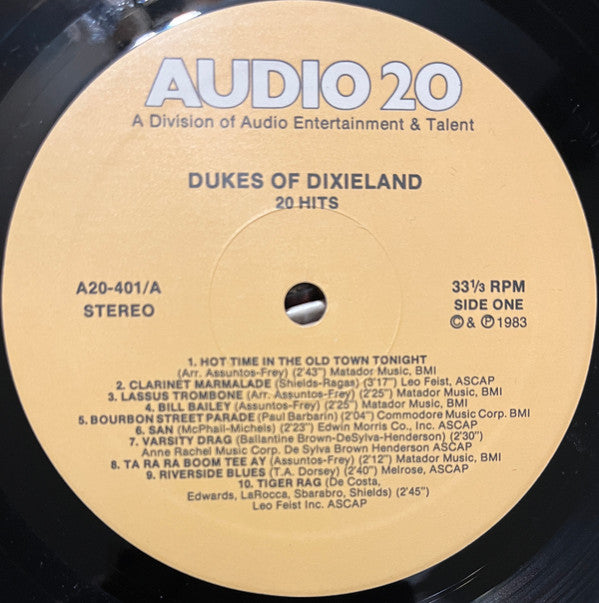 AUDIO 20
A Division of Audio Entertainment & Talent
DUKES OF DIXIELAND
20 HITS
A20-401/A
STEREO
33 1/3 RPM
SIDE ONE
© & ℗ 1983
1. HOT TIME IN THE OLD TOWN TONIGHT
(Arr. Assuntos-Frey) (2'43") Matador Music, BMI
2. CLARINET MARMALADE (Shields-Ragas) (3'17") Leo Feist, ASCAP
3. LASSUS TROMBONE (Arr. Assuntos-Frey) (2'25") Matador Music, BMI
4. BILL BAILEY (Assuntos-Frey) (2'25") Matador Music, BMI
5. BOURBON STREET PARADE (Paul Barbarin) (2'04") Commodore Music Corp. BMI
6. SAN (McPhall-Michels) (2'23") Edwin Morris Co., Inc. ASCAP
7. VARSITY DRAG (Ballantine Brown-DeSylva-Henderson) (2'30")
Anne Rachel Music Corp. De Sylva Brown Henderson ASCAP
8. TA RA RA BOOM TEE AY (Assuntos-Frey) (2'12") Matador Music, BMI
9. RIVERSIDE BLUES (T.A. Dorsey) (2'40") Melrose, ASCAP
10. TIGER RAG (De Costa,
Edwards, LaRocca, Sbarabro, Shields) (2'45")
Leo Feist Inc. ASCAP